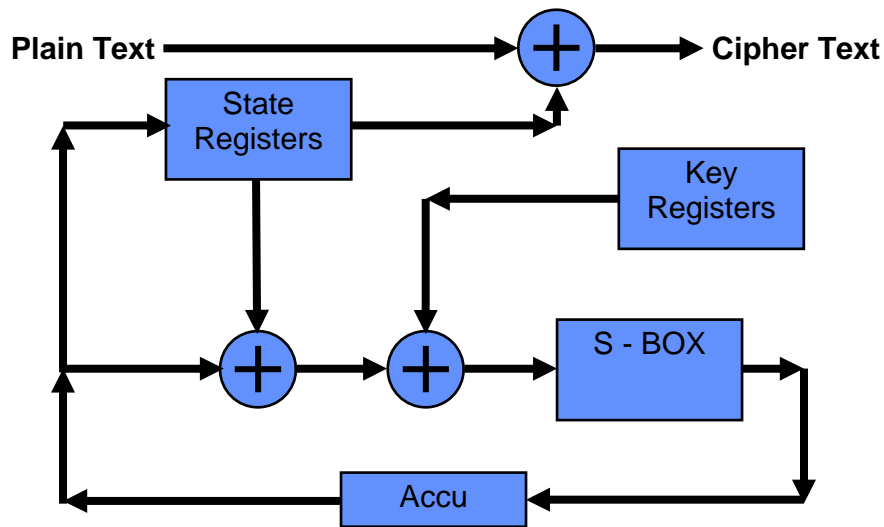 Plain Text
Cipher Text
State
Registers
Key
Registers
S - BOX
Accu